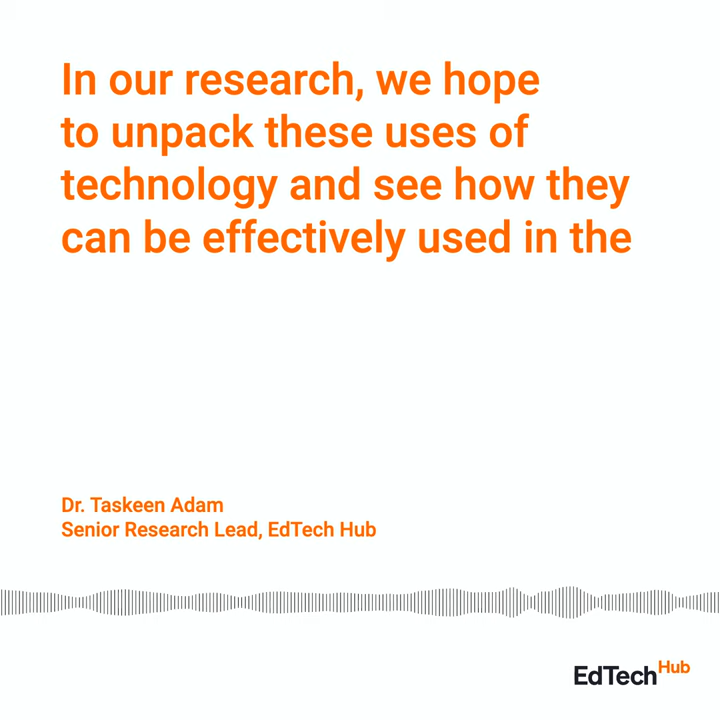 In our research, we hope
to unpack these uses of
technology and see how they
can be effectively used in the
Dr. Taskeen Adam
Senior Research Lead, EdTech Hub
EdTech Hub